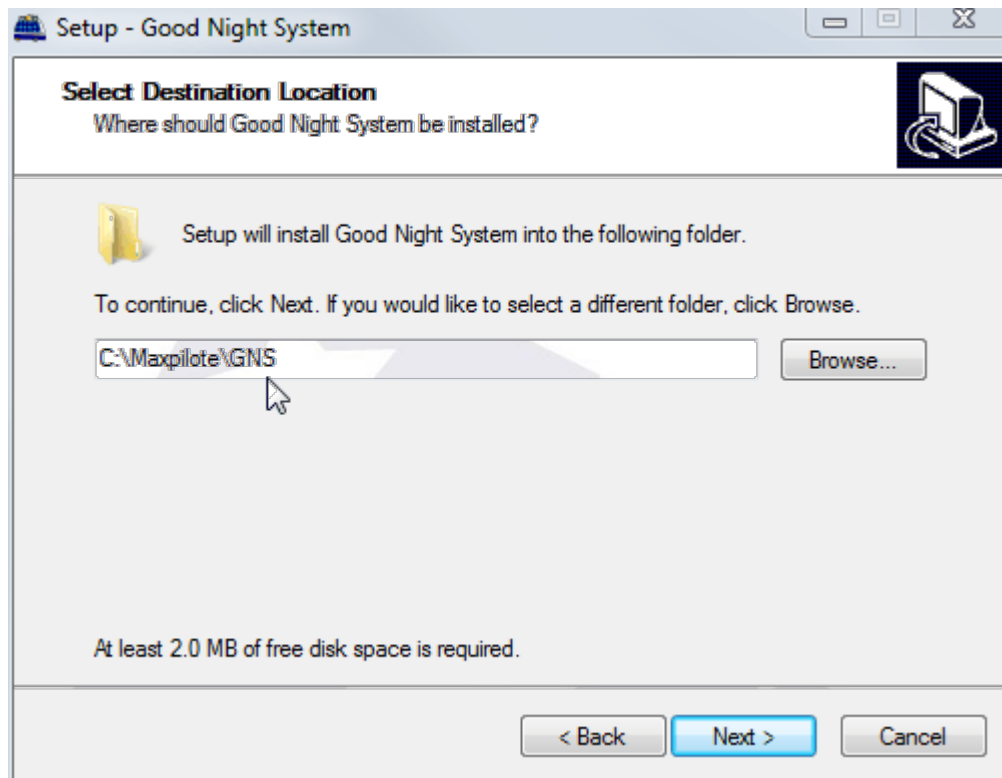 Setup - Good Night System
Select Destination Location
Where should Good Night System be installed?
Setup will install Good Night System into the following folder.
To continue, click Next. If you would like to select a different folder, click Browse.
C:\Maxpilote\GNS
Browse...
At least 2.0 MB of free disk space is required.
< Back
Next >
Cancel